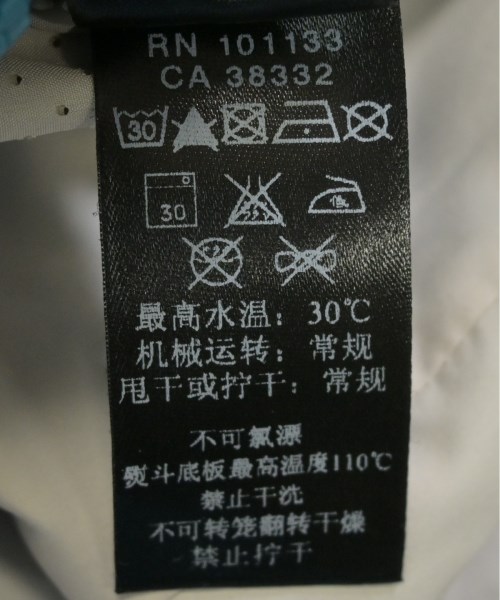 RN 101133
CA 38332
30
30 低
最高水温：30℃
机械运转：常规
甩干或拧干：常规
不可氯漂
熨斗底板最高温度110℃
禁止干洗
不可转笼翻转干燥
禁止拧干